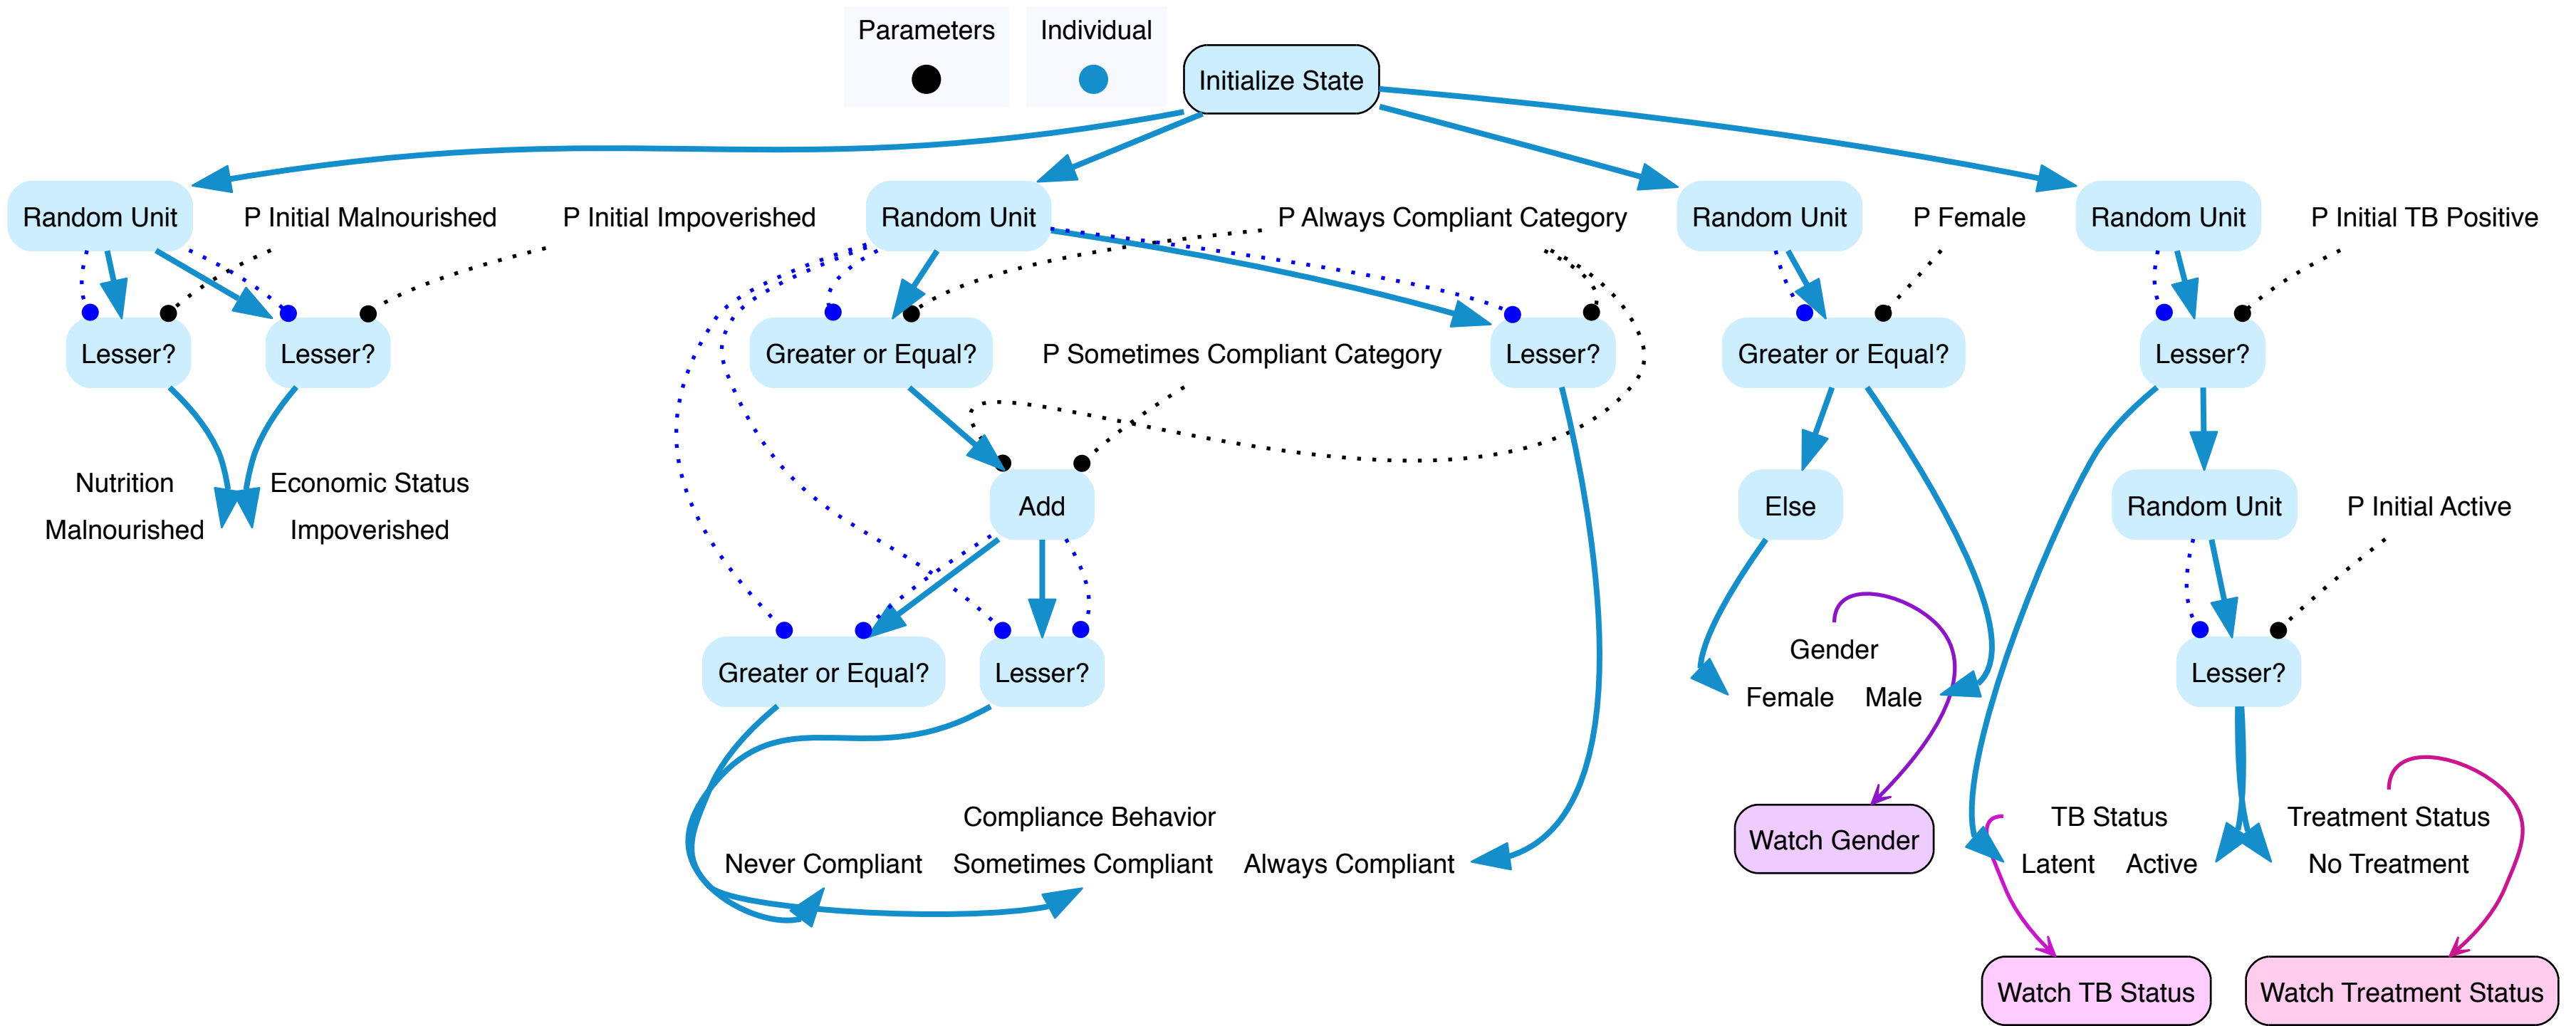 Parameters
Individual
Initialize State
Random Unit
P Initial Malnourished
P Initial Impoverished
Random Unit
P Always Compliant Category
Random Unit
P Female
Random Unit
P Initial TB Positive
Lesser?
Lesser?
Greater or Equal?
P Sometimes Compliant Category
Lesser?
Greater or Equal?
Lesser?
Nutrition
Malnourished
Economic Status
Impoverished
Add
Else
Random Unit
P Initial Active
Greater or Equal?
Lesser?
Gender
Female
Male
Lesser?
Compliance Behavior
Never Compliant
Sometimes Compliant
Always Compliant
Watch Gender
TB Status
Latent
Active
Treatment Status
No Treatment
Watch TB Status
Watch Treatment Status